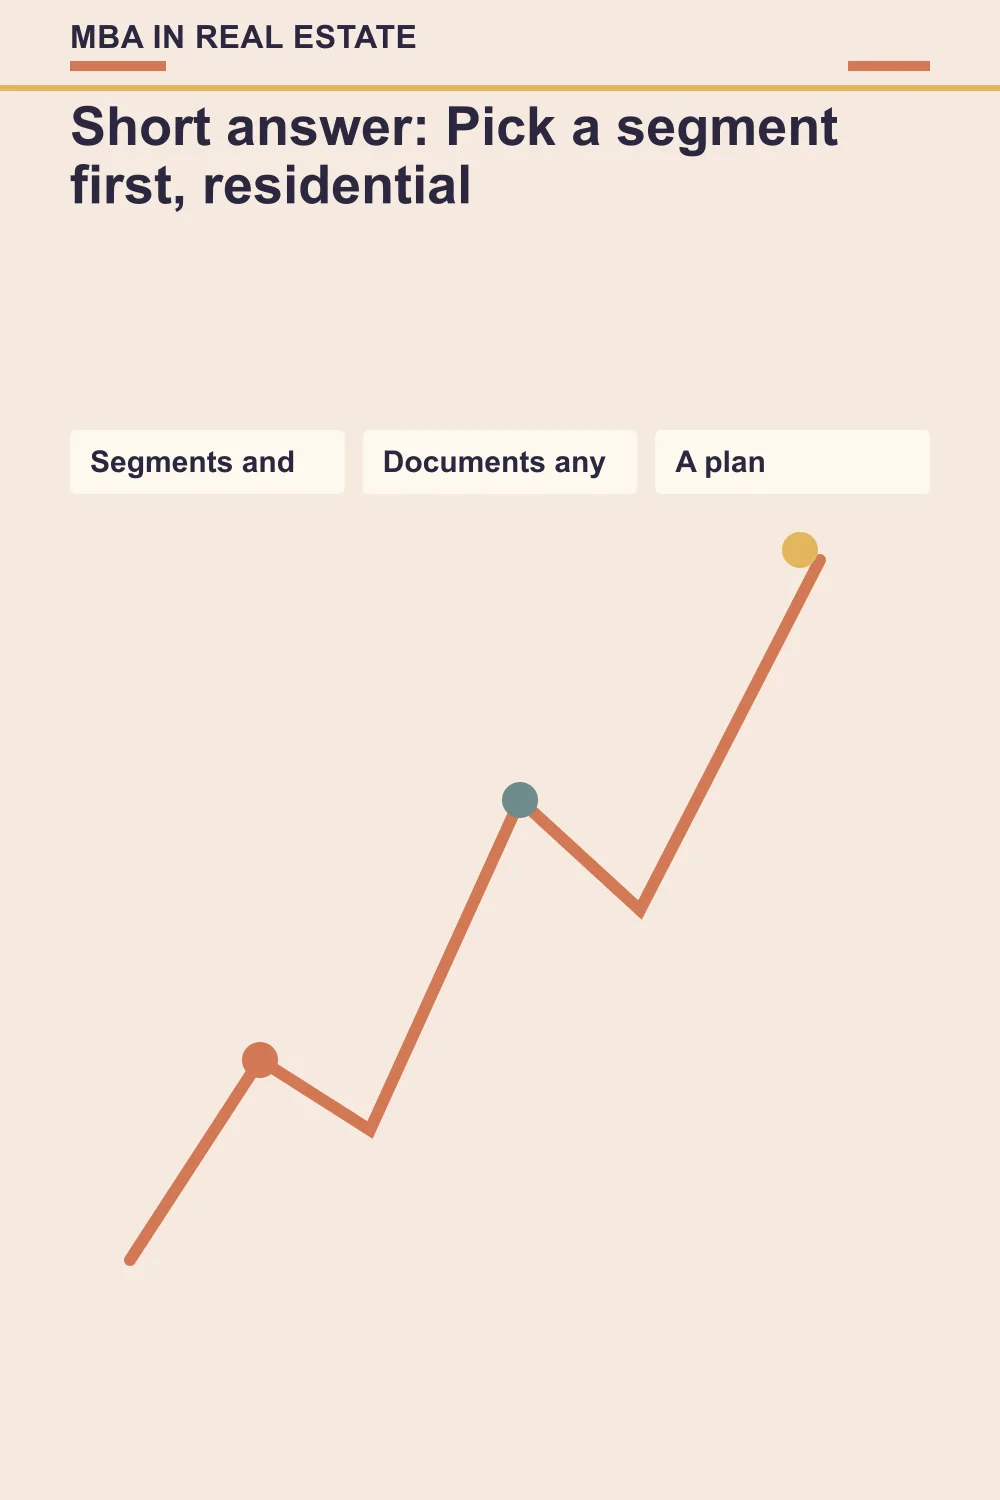 MBA IN REAL ESTATE
Short answer: Pick a segment
first, residential
Segments and
Documents any
A plan